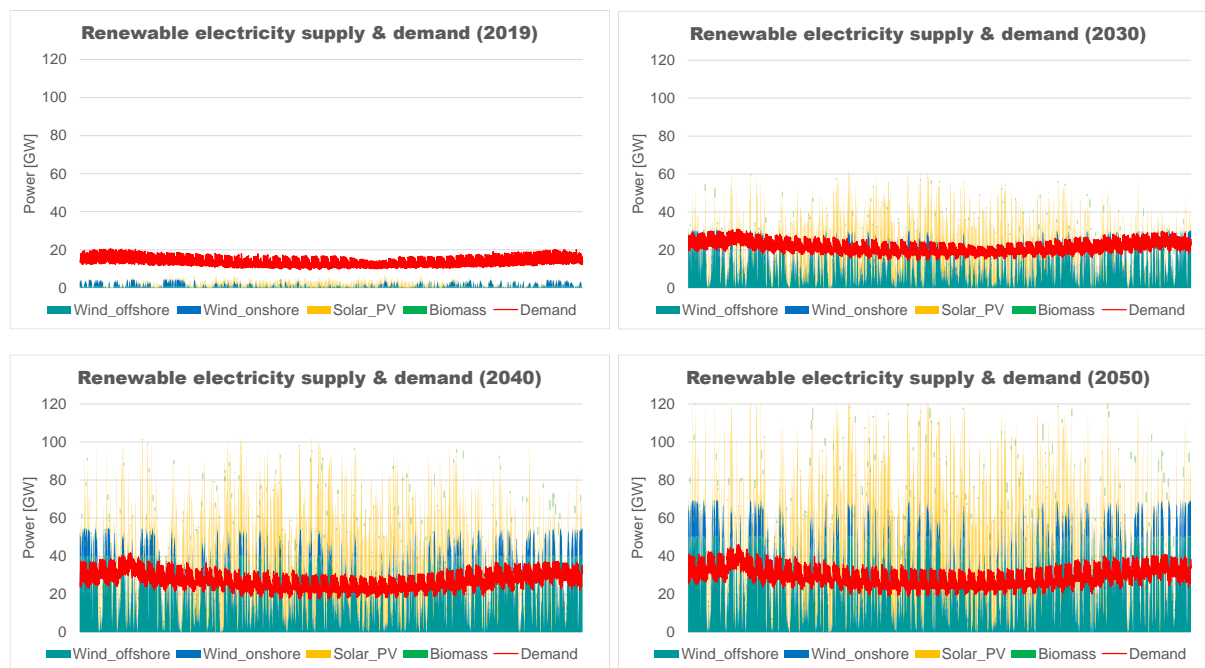 Renewable electricity supply & demand (2019)
120
100
80
60
40
20
0
Power [GW]
Wind_offshore Wind_onshore Solar_PV Biomass Demand
Renewable electricity supply & demand (2030)
120
100
80
60
40
20
0
Power [GW]
Wind_offshore Wind_onshore Solar_PV Biomass Demand
Renewable electricity supply & demand (2040)
120
100
80
60
40
20
0
Power [GW]
Wind_offshore Wind_onshore Solar_PV Biomass Demand
Renewable electricity supply & demand (2050)
120
100
80
60
40
20
0
Power [GW]
Wind_offshore Wind_onshore Solar_PV Biomass Demand